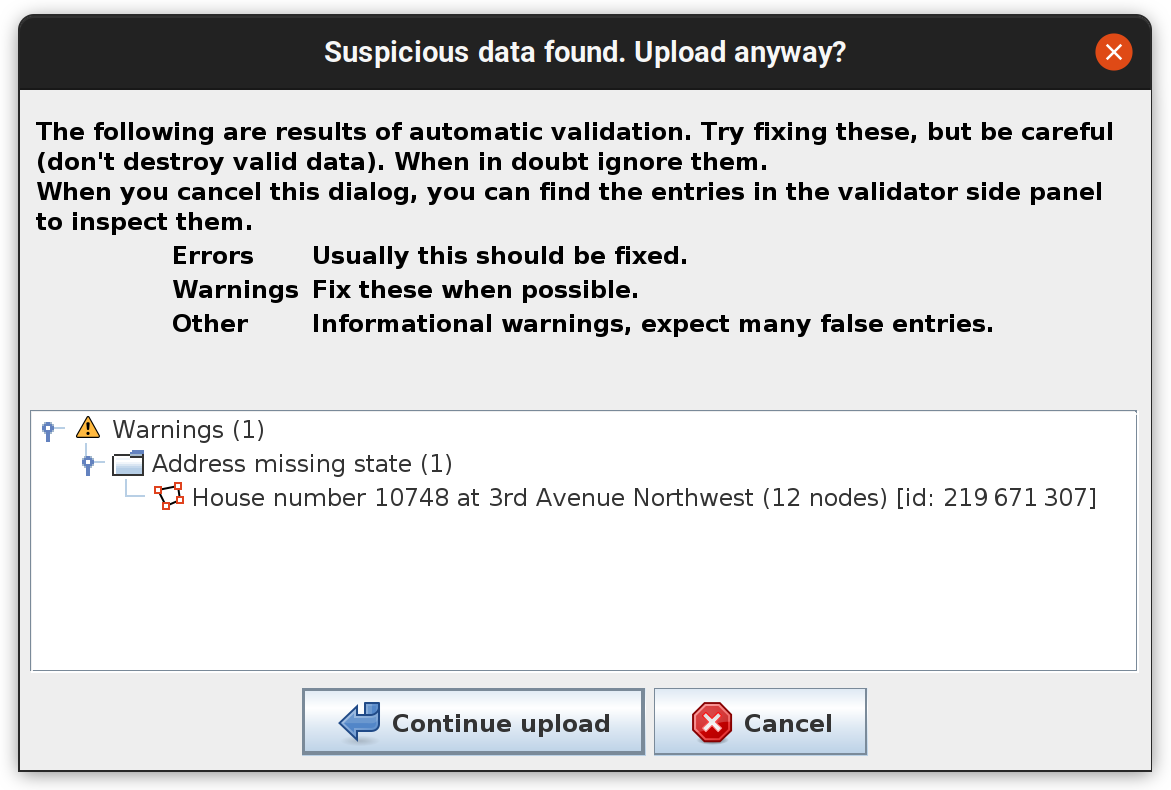 Suspicious data found. Upload anyway?
The following are results of automatic validation. Try fixing these, but be careful
(don't destroy valid data). When in doubt ignore them.
When you cancel this dialog, you can find the entries in the validator side panel
to inspect them.
Errors Usually this should be fixed.
Warnings Fix these when possible.
Other Informational warnings, expect many false entries.
Warnings (1)
Address missing state (1)
House number 10748 at 3rd Avenue Northwest (12 nodes) [id: 219 671 307]
Continue upload Cancel